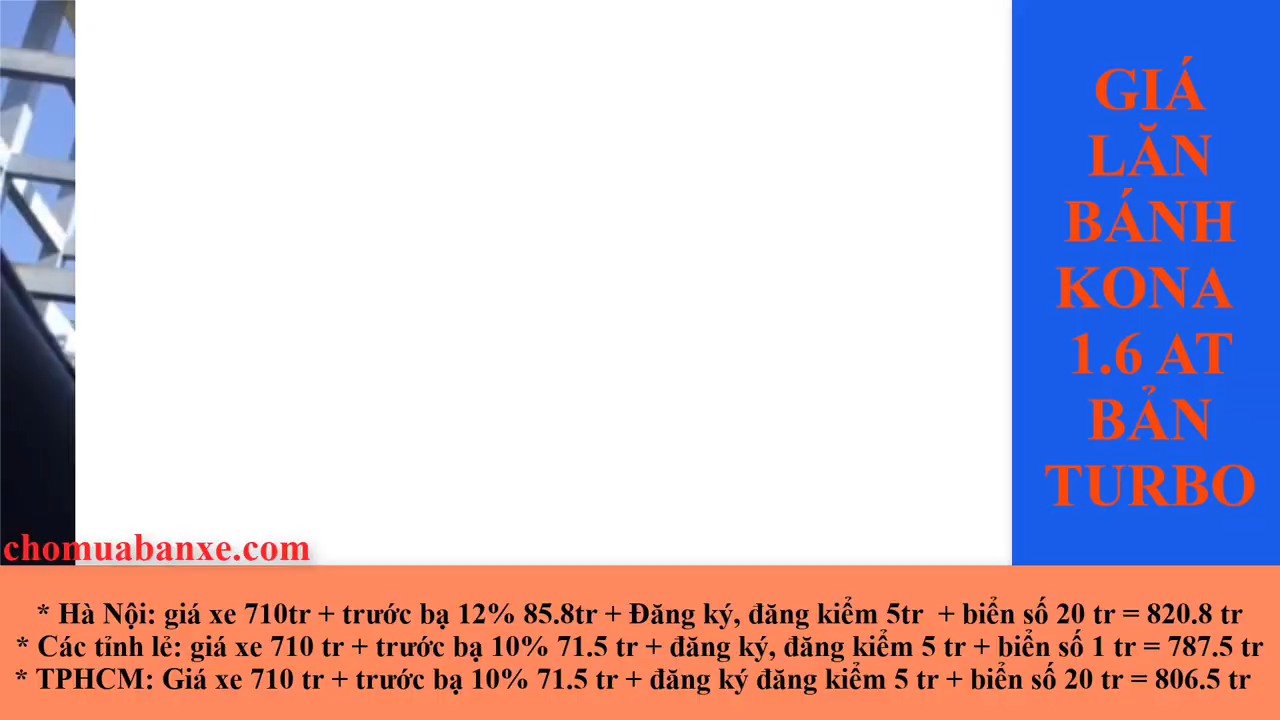 GIÁ
LĂN
BÁNH
KONA
1.6 AT
BẢN
TURBO
chomuabanxe.com
* Hà Nội: giá xe 710tr + trước bạ 12% 85.8tr + Đăng ký, đăng kiểm 5tr + biển số 20 tr = 820.8 tr
* Các tỉnh lẻ: giá xe 710 tr + trước bạ 10% 71.5 tr + đăng ký, đăng kiểm 5 tr + biển số 1 tr = 787.5 tr
* TPHCM: Giá xe 710 tr + trước bạ 10% 71.5 tr + đăng ký đăng kiểm 5 tr + biển số 20 tr = 806.5 tr